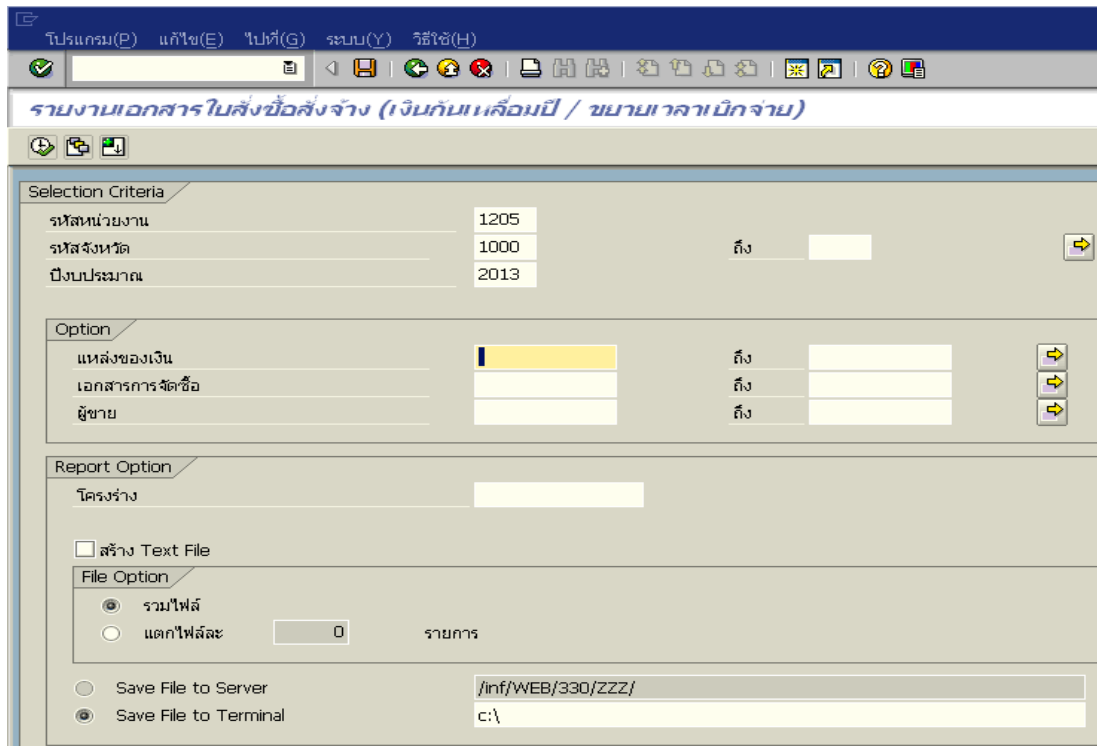 โปรแกรม(P) แก้ไข(E) ไปที่(G) ระบบ(Y) วิธีใช้(H)
รายงานเอกสารใบสั่งซื้อสั่งจ้าง (เงินกันเหลื่อมปี / ขยายเวลาเบิกจ่าย)
Selection Criteria
รหัสหน่วยงาน 1205
รหัสจังหวัด 1000 ถึง
ปีงบประมาณ 2013
Option
แหล่งของเงิน ถึง
เอกสารการจัดซื้อ ถึง
ผู้ขาย ถึง
Report Option
โครงร่าง
สร้าง Text File
File Option
รวมไฟล์
แตกไฟล์ละ 0 รายการ
Save File to Server /inf/WEB/330/ZZZ/
Save File to Terminal c:\